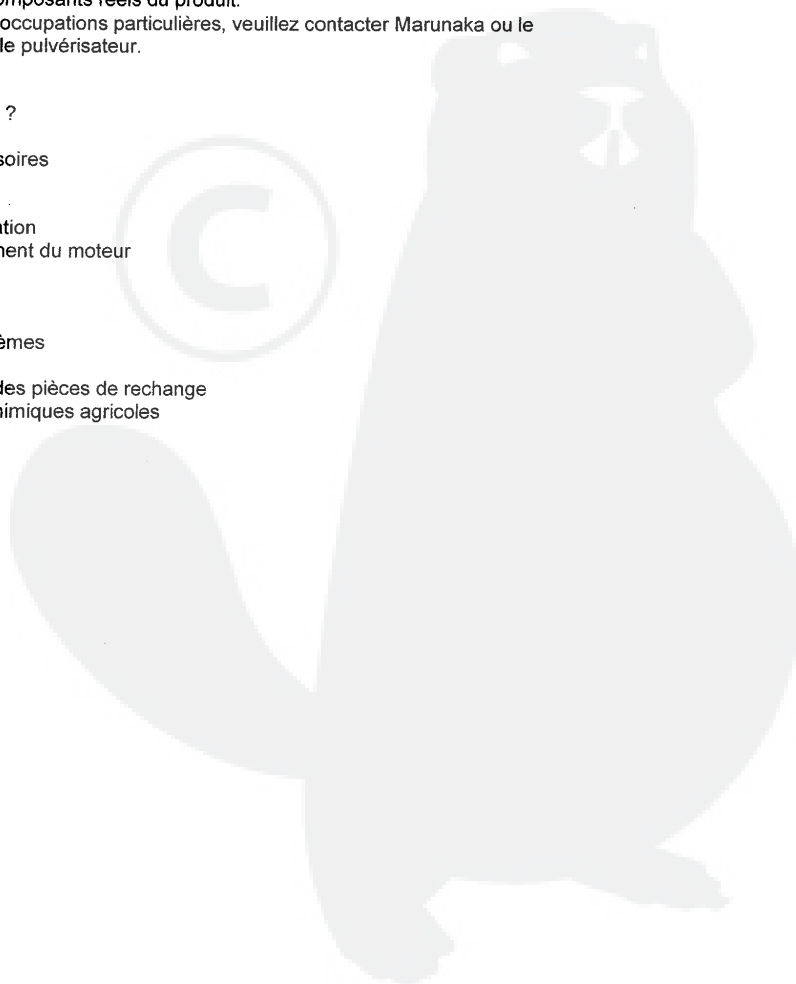 omposants réels du produit.
occupations particulières, veuillez contacter Marunaka ou le
le pulvérisateur.
?
soires
ation
nent du moteur
èmes
des pièces de rechange
nimiques agricoles
©